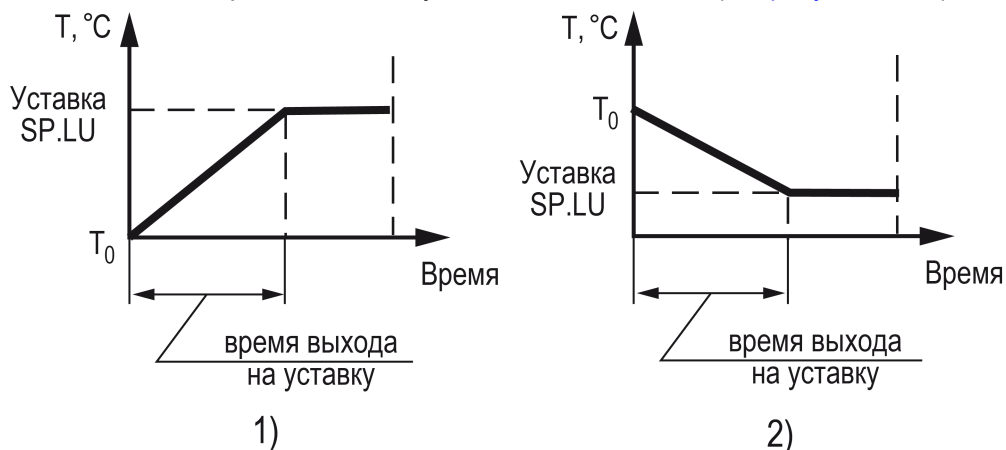 Т, °С
Уставка
SP.LU
T₀
Время
время выхода
на уставку
1)
Т, °С
T₀
Уставка
SP.LU
Время
время выхода
на уставку
2)